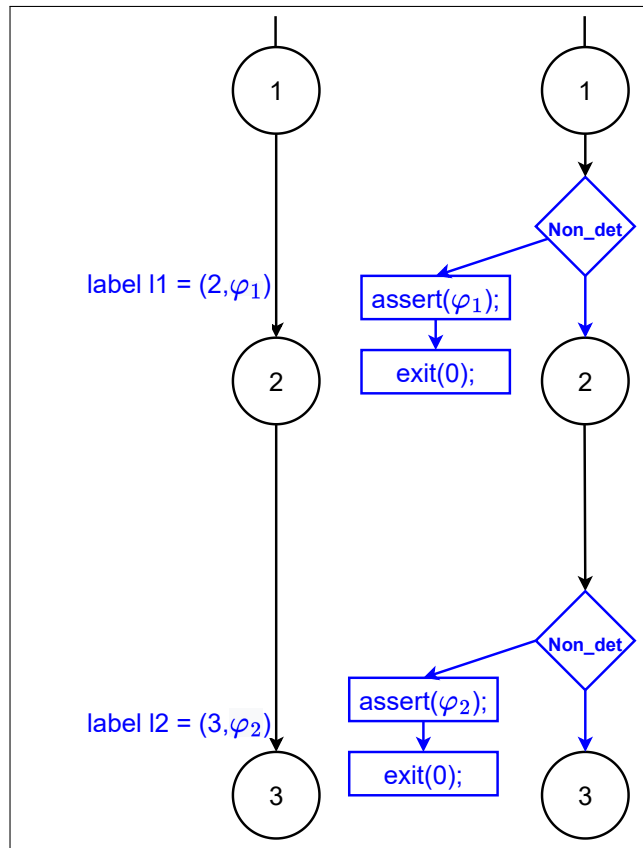 1
1
Non_det
label l1 = (2,φ₁)
assert(φ₁);
exit(0);
2
2
Non_det
label l2 = (3,φ₂)
assert(φ₂);
exit(0);
3
3